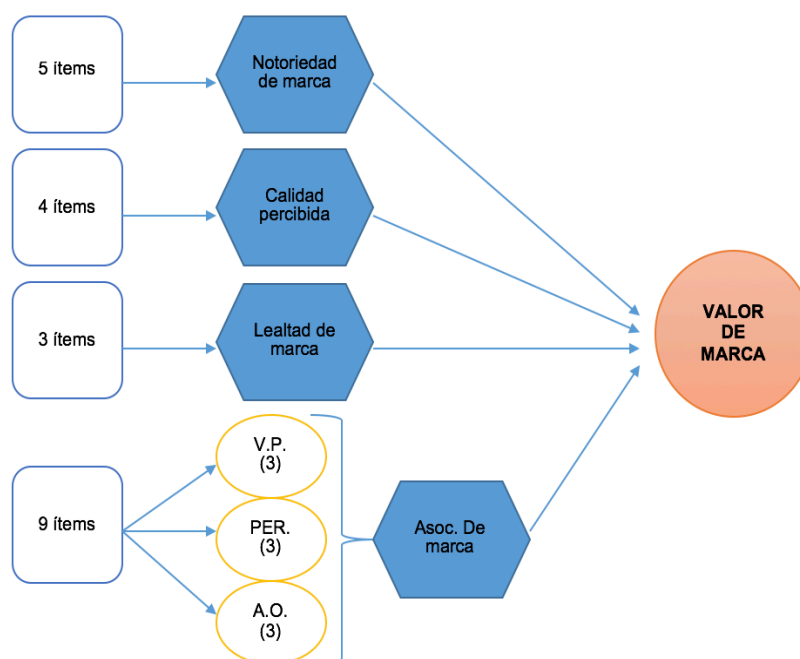 5 ítems
Notoriedad
de marca
4 ítems
Calidad
percibida
3 ítems
Lealtad de
marca
VALOR
DE
MARCA
9 ítems
V.P.
(3)
PER.
(3)
A.O.
(3)
Asoc. De
marca